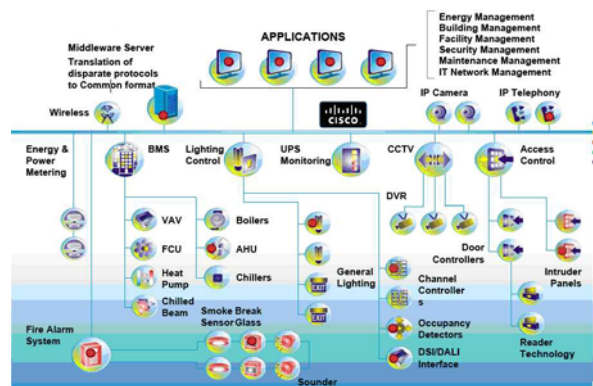 APPLICATIONS
Energy Management
Building Management
Facility Management
Security Management
Maintenance Management
IT Network Management
Middleware Server
Translation of
disparate protocols
to Common format
Wireless
CISCO
IP Camera
IP Telephony
Energy &
Power
Metering
BMS
Lighting
Control
UPS
Monitoring
CCTV
Access
Control
DVR
VAV
Boilers
FCU
AHU
Heat
Pump
Chillers
Chilled
Beam
General
Lighting
EXIT
EXIT
Door
Controllers
Intruder
Panels
Channel
Controller
s
Occupancy
Detectors
Reader
Technology
DSI/DALI
Interface
Fire Alarm
System
Smoke Break
Sensor Glass
Sounder